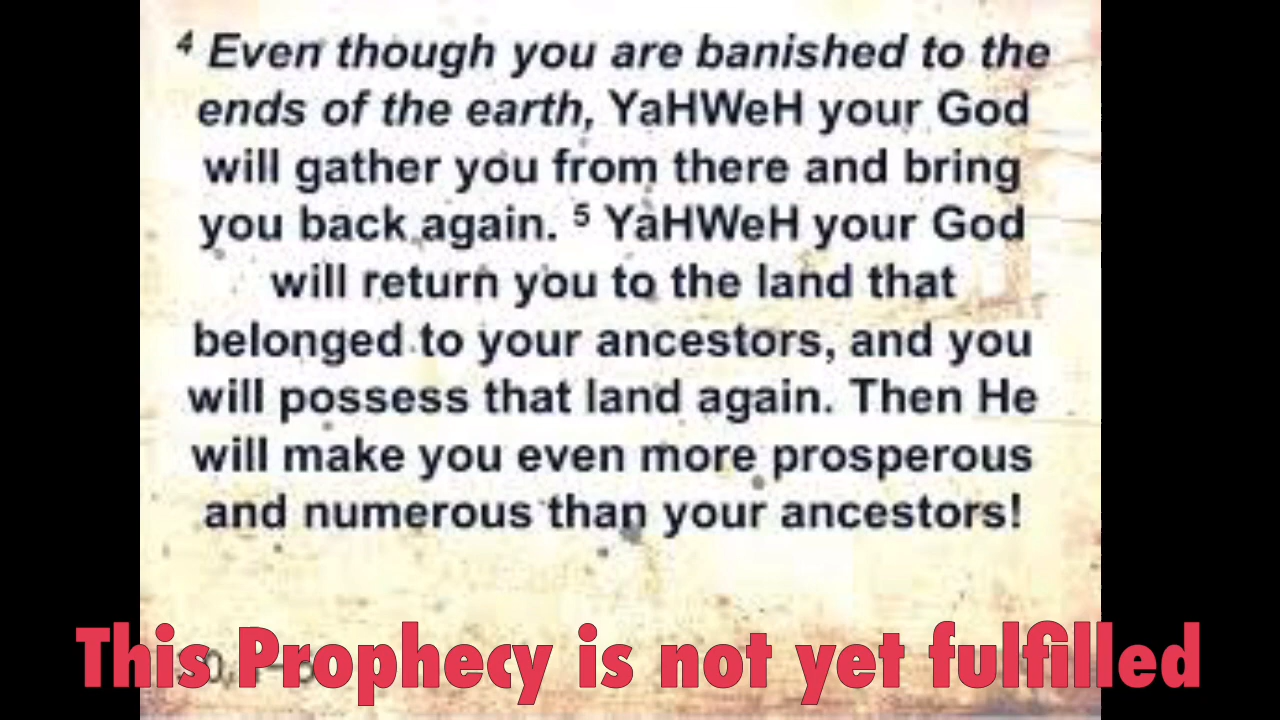 4 Even though you are banished to the
ends of the earth, YaHWeH your God
will gather you from there and bring
you back again. 5 YaHWeH your God
will return you to the land that
belonged to your ancestors, and you
will possess that land again. Then He
will make you even more prosperous
and numerous than your ancestors!
This Prophecy is not yet fulfilled